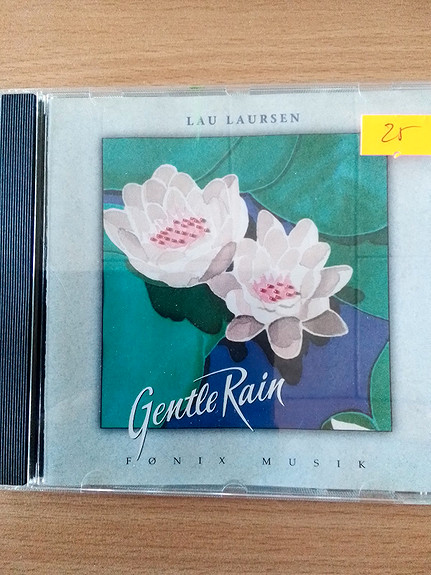 LAU LAURSEN
25
Gentle Rain
FØNIX MUSIK